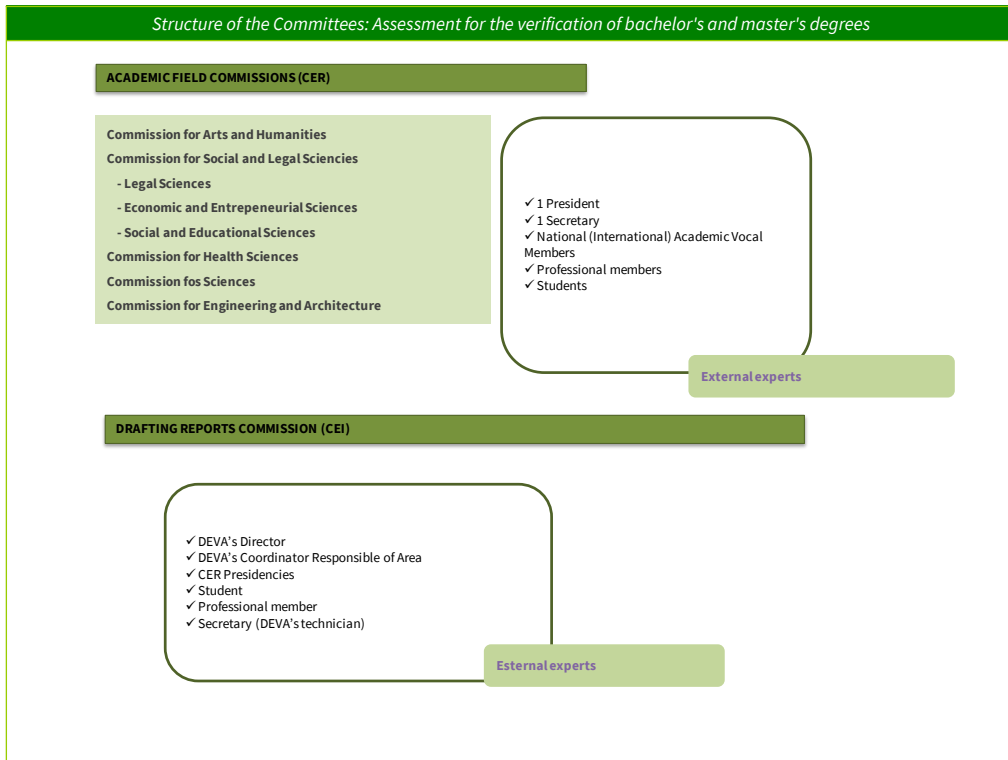 Structure of the Committees: Assessment for the verification of bachelor's and master's degrees
ACADEMIC FIELD COMMISSIONS (CER)
Commission for Arts and Humanities
Commission for Social and Legal Sciencies
- Legal Sciences
- Economic and Entrepeneurial Sciences
- Social and Educational Sciences
Commission for Health Sciences
Commission fos Sciences
Commission for Engineering and Architecture
✓ 1 President
✓ 1 Secretary
✓ National (International) Academic Vocal
Members
✓ Professional members
✓ Students
External experts
DRAFTING REPORTS COMMISSION (CEI)
✓ DEVA's Director
✓ DEVA's Coordinator Responsible of Area
✓ CER Presidencies
✓ Student
✓ Professional member
✓ Secretary (DEVA's technician)
Esternal experts